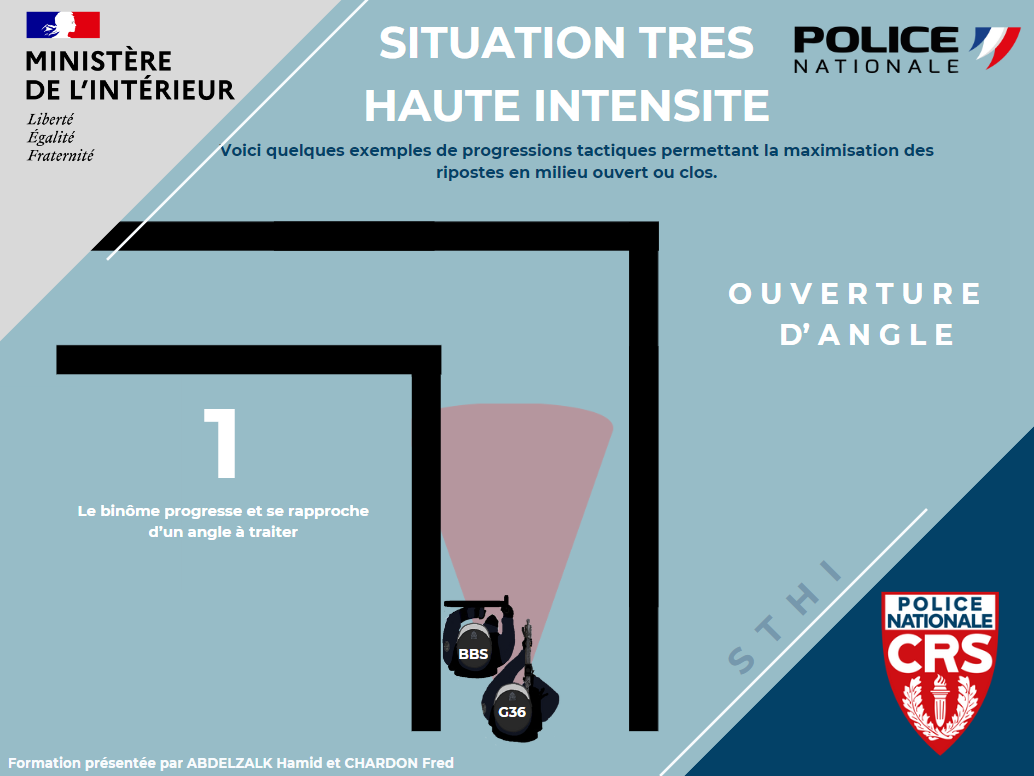 MINISTÈRE
DE L'INTÉRIEUR
Liberté
Égalité
Fraternité
SITUATION TRES
HAUTE INTENSITE
POLICE
NATIONALE
Voici quelques exemples de progressions tactiques permettant la maximisation des
ripostes en milieu ouvert ou clos.
OUVERTURE
D'ANGLE
1
Le binôme progresse et se rapproche
d'un angle à traiter
BBS
G36
STHI
POLICE
NATIONALE
CRS
Formation présentée par ABDELZALK Hamid et CHARDON Fred